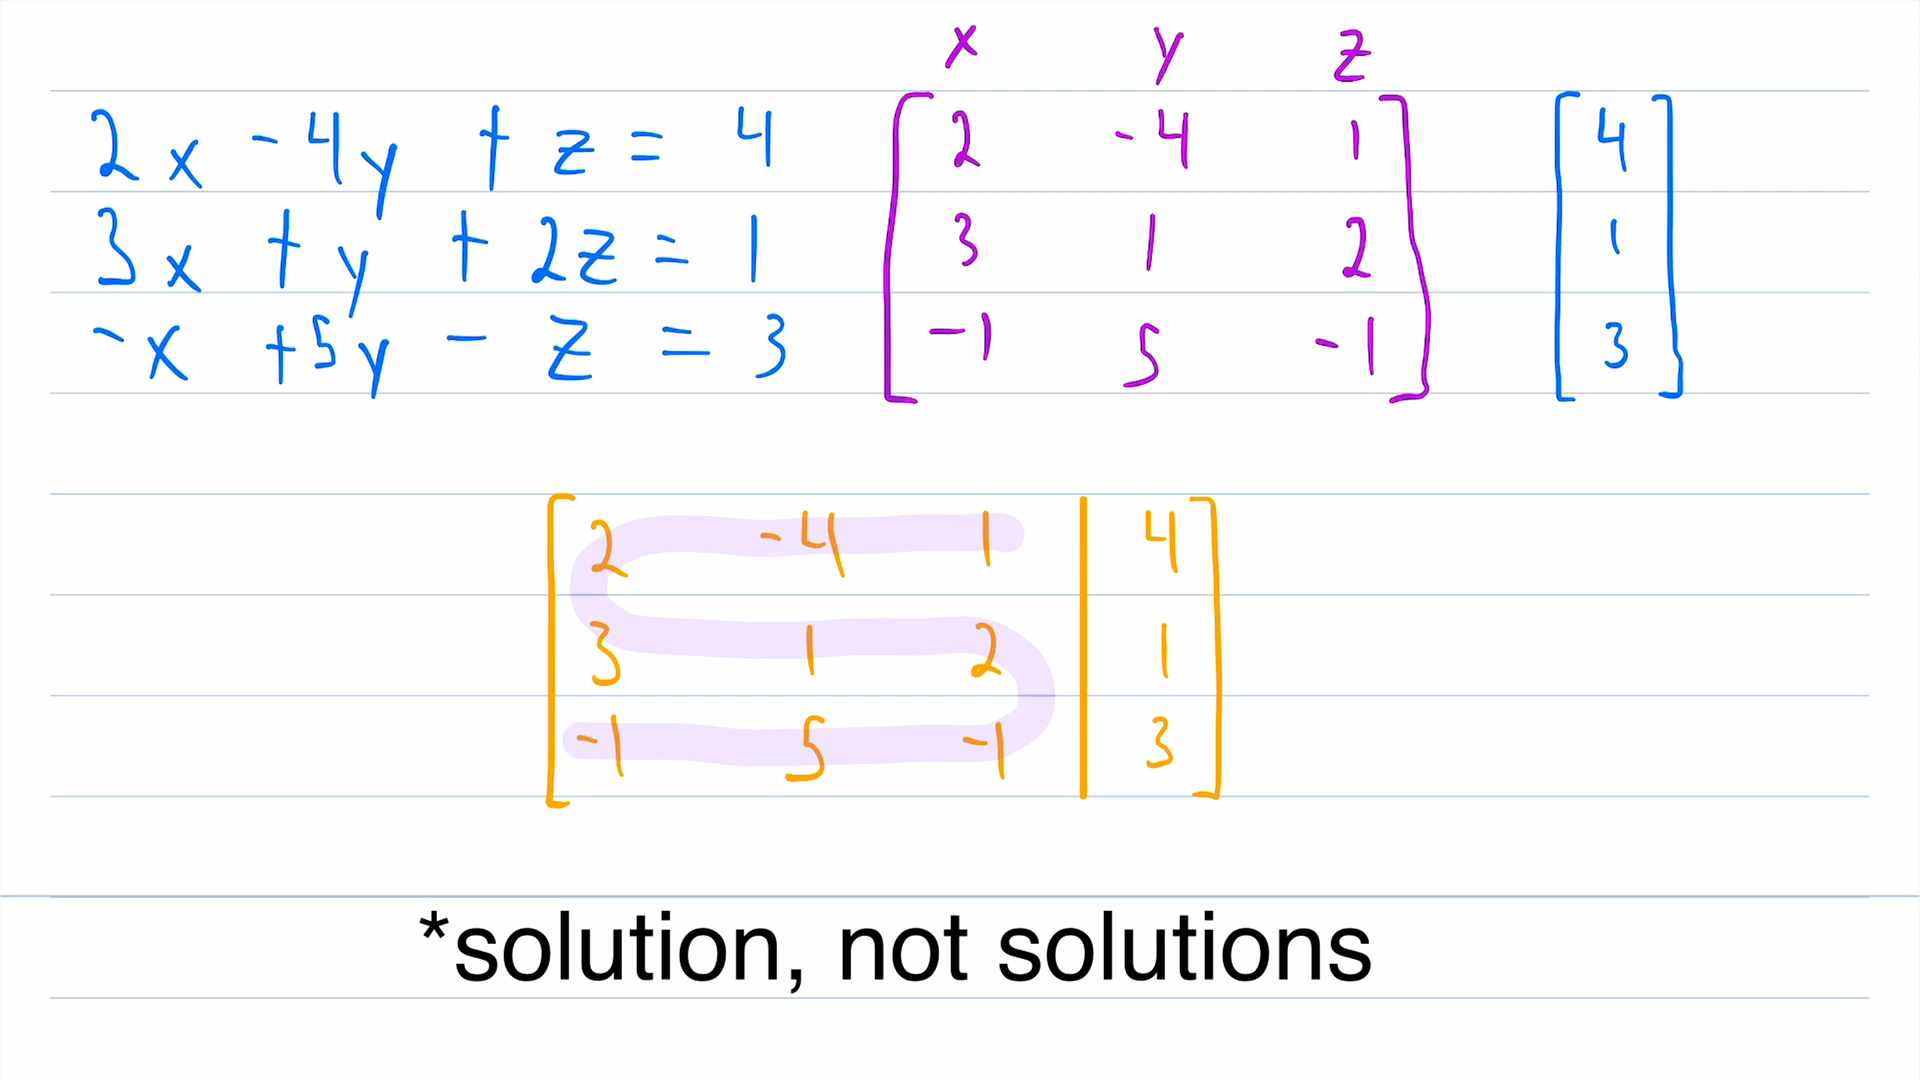 x y z
2x -4y + z = 4 [2 -4 1] [4]
3x + y + 2z = 1 [3 1 2] [1]
-x +5y - z = 3 [-1 5 -1] [3]
[2 -4 1 | 4]
[3 1 2 | 1]
[-1 5 -1 | 3]
*solution, not solutions